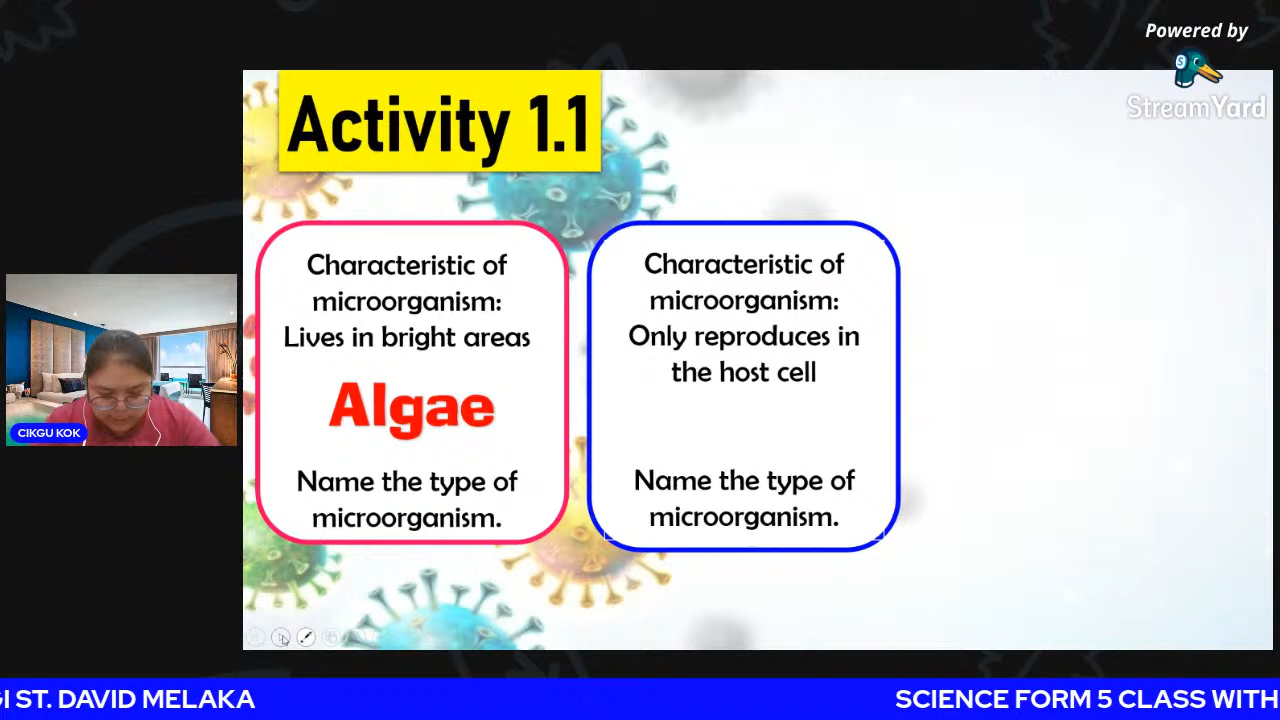 Powered by
StreamYard
Activity 1.1
Characteristic of
microorganism:
Lives in bright areas
Algae
Name the type of
microorganism.
Characteristic of
microorganism:
Only reproduces in
the host cell
Name the type of
microorganism.
CIKGU KOK
GI ST. DAVID MELAKA
SCIENCE FORM 5 CLASS WITH